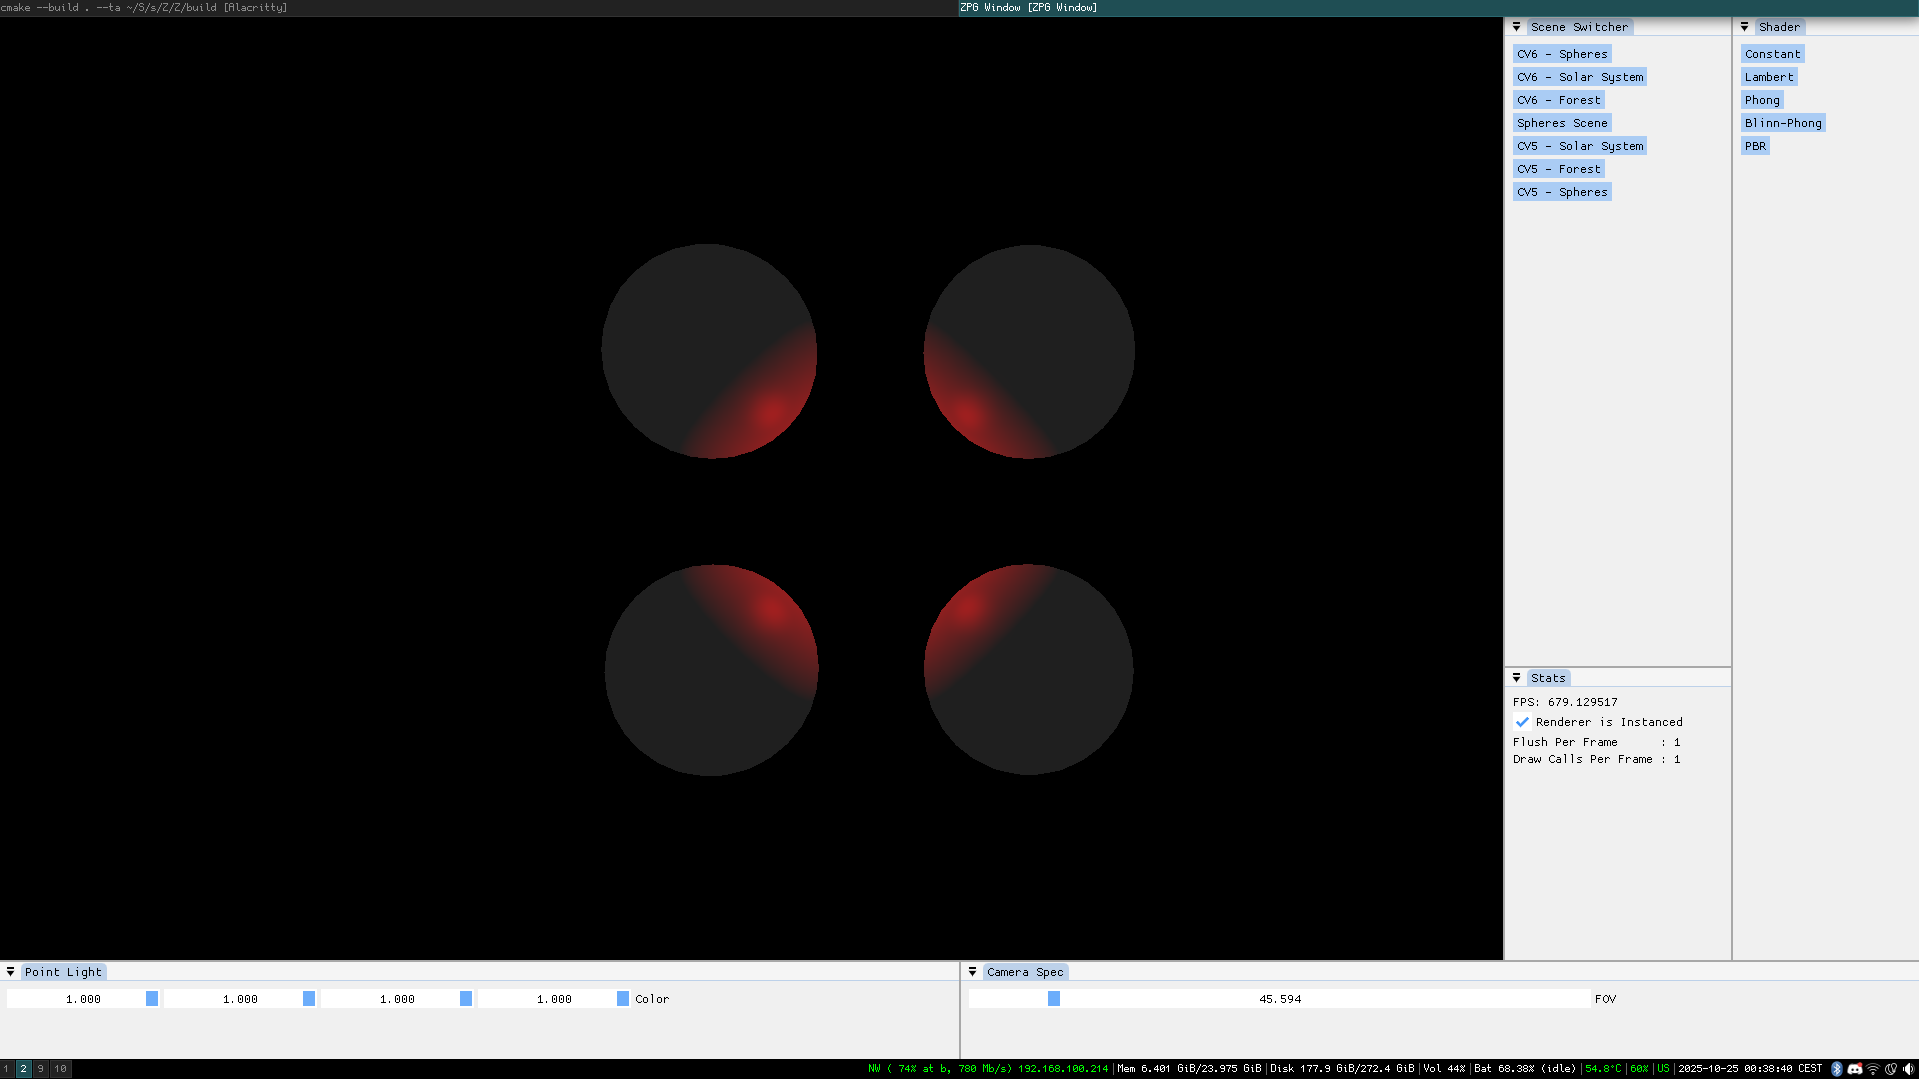 cmake --build . --ta ~/S/s/Z/Z/build [Alacritty]
ZPG Window [ZPG Window]
Scene Switcher
CV6 - Spheres
CV6 - Solar System
CV6 - Forest
Spheres Scene
CV5 - Solar System
CV5 - Forest
CV5 - Spheres
Shader
Constant
Lambert
Phong
Blinn-Phong
PBR
Stats
FPS: 679.129517
Renderer is Instanced
Flush Per Frame : 1
Draw Calls Per Frame : 1
Point Light
1.000 1.000 1.000 1.000 Color
Camera Spec
45.594 FOV
1 2 9 10
NW ( 74% at b, 780 Mb/s) 192.168.100.214|Mem 6.401 GiB/23.975 GiB|Disk 177.9 GiB/272.4 GiB|Vol 44%|Bat 68.38% (idle)|54.8°C|60%|US|2025-10-25 00:38:40 CEST